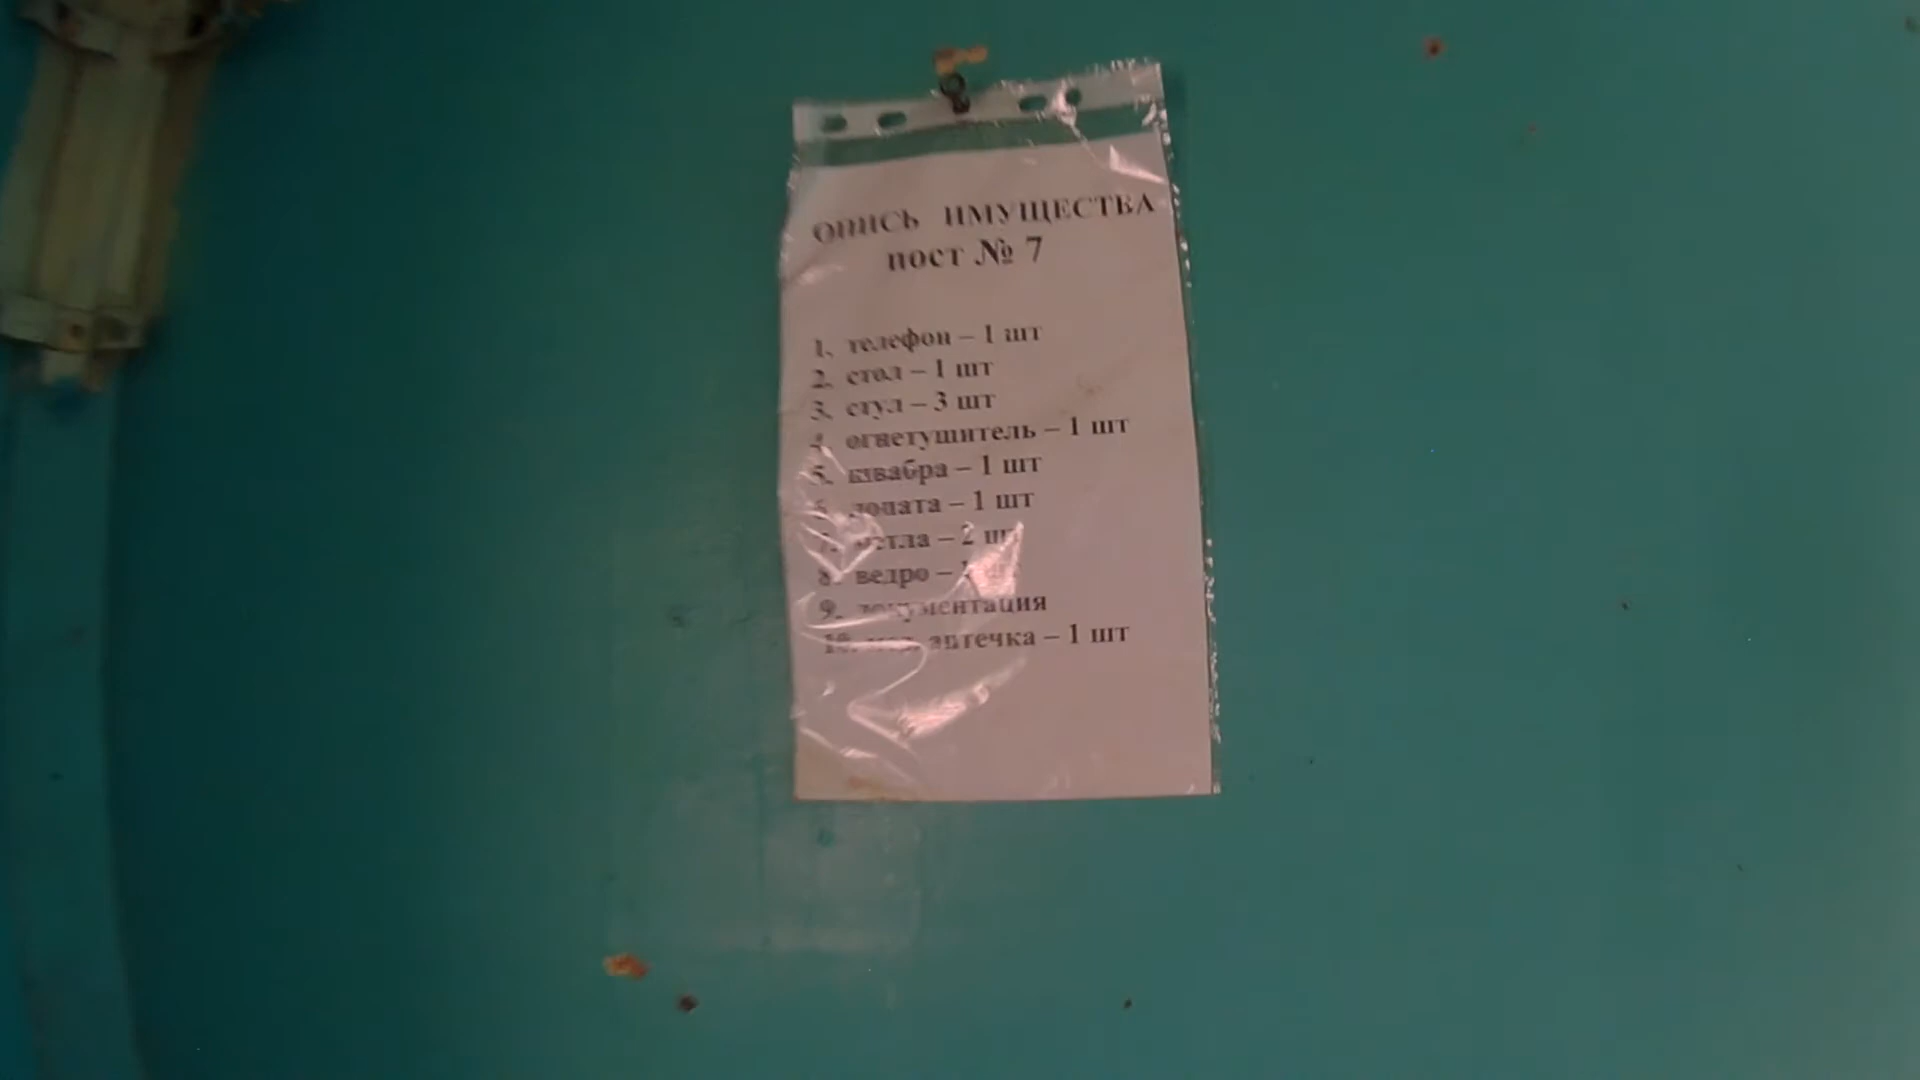 ОПИСЬ ИМУЩЕСТВА
пост № 7
1. телефон – 1 шт
2. стол – 1 шт
3. стул – 3 шт
4. огнетушитель – 1 шт
5. швабра – 1 шт
6. лопата – 1 шт
7. метла – 2 шт
8. ведро –
9. документация
10. мед. аптечка – 1 шт